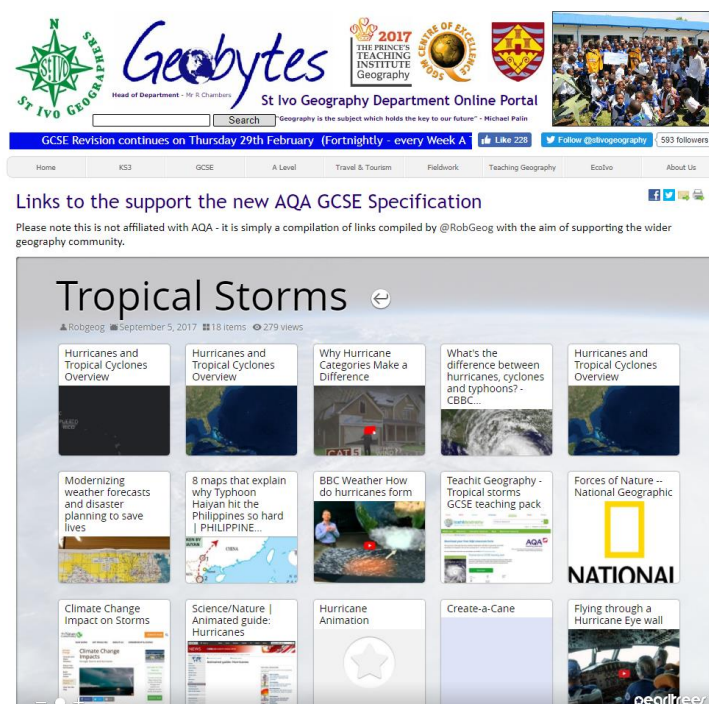 N
ST IVO GEOGRAPHERS
Geobytes
Head of Department - Mr R Chambers
2017
THE PRINCE'S
TEACHING
INSTITUTE
Geography
SGOM CENTRE OF EXCELLENCE
St Ivo Geography Department Online Portal
Search
"Geography is the subject which holds the key to our future" - Michael Palin
GCSE Revision continues on Thursday 29th February (Fortnightly - every Week A T
Like 228
Follow @stivogeography
593 followers
Home KS3 GCSE A Level Travel & Tourism Fieldwork Teaching Geography EcoIvo About Us
Links to the support the new AQA GCSE Specification
Please note this is not affiliated with AQA - it is simply a compilation of links compiled by @RobGeog with the aim of supporting the wider
geography community.
Tropical Storms
Robgeog September 5, 2017 18 items 279 views
Hurricanes and
Tropical Cyclones
Overview
Hurricanes and
Tropical Cyclones
Overview
Why Hurricane
Categories Make a
Difference
CAT 5
What's the
difference between
hurricanes, cyclones
and typhoons? -
CBBC...
Hurricanes and
Tropical Cyclones
Overview
Modernizing
weather forecasts
and disaster
planning to save
lives
8 maps that explain
why Typhoon
Haiyan hit the
Philippines so hard
| PHILIPPINE...
CHINA
BBC Weather How
do hurricanes form
Teachit Geography -
Tropical storms
GCSE teaching pack
AQA
Forces of Nature --
National Geographic
NATIONAL
Climate Change
Impact on Storms
Climate Change
Impacts
Science/Nature |
Animated guide:
Hurricanes
NEWS
Hurricane
Animation
Create-a-Cane
Flying through a
Hurricane Eye wall
pearltrees